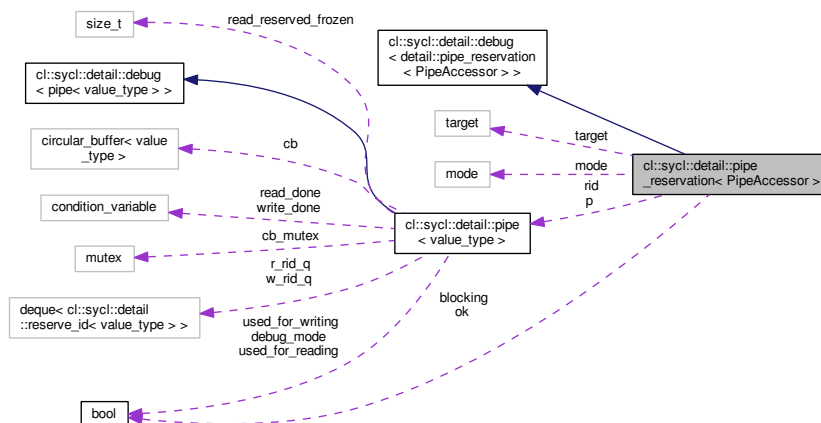 size_t
read_reserved_frozen
cl::sycl::detail::debug
< detail::pipe_reservation
< PipeAccessor > >
cl::sycl::detail::debug
< pipe< value_type > >
target
target
circular_buffer< value
_type >
cb
mode
mode
cl::sycl::detail::pipe
_reservation< PipeAccessor >
rid
p
condition_variable
read_done
write_done
cl::sycl::detail::pipe
< value_type >
cb_mutex
mutex
r_rid_q
w_rid_q
deque< cl::sycl::detail
::reserve_id< value_type > >
blocking
ok
used_for_writing
debug_mode
used_for_reading
bool